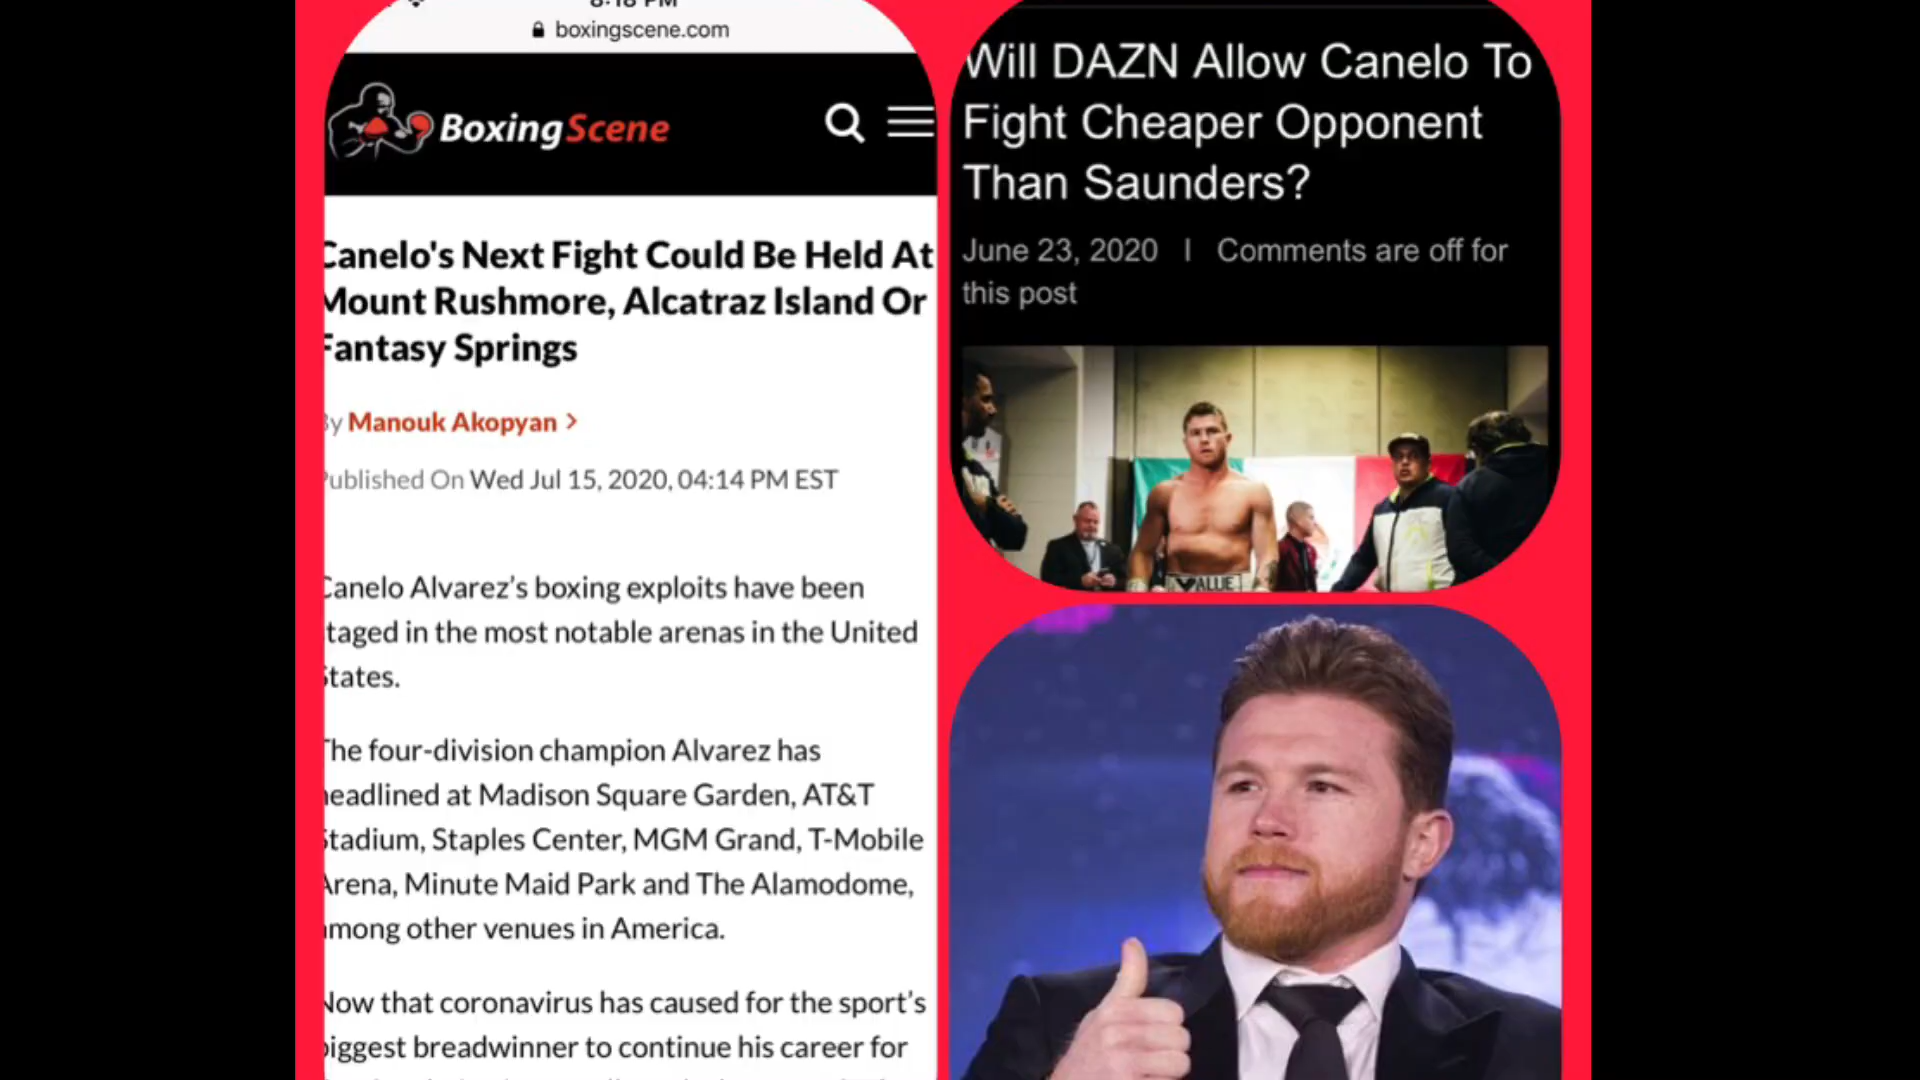 8:18 PM
boxingscene.com
BoxingScene
Canelo's Next Fight Could Be Held At
Mount Rushmore, Alcatraz Island Or
Fantasy Springs
By Manouk Akopyan >
Published On Wed Jul 15, 2020, 04:14 PM EST
Canelo Alvarez’s boxing exploits have been
staged in the most notable arenas in the United
States.
The four-division champion Alvarez has
headlined at Madison Square Garden, AT&T
Stadium, Staples Center, MGM Grand, T-Mobile
Arena, Minute Maid Park and The Alamodome,
among other venues in America.
Now that coronavirus has caused for the sport’s
biggest breadwinner to continue his career for
Will DAZN Allow Canelo To
Fight Cheaper Opponent
Than Saunders?
June 23, 2020 | Comments are off for
this post
VALUE